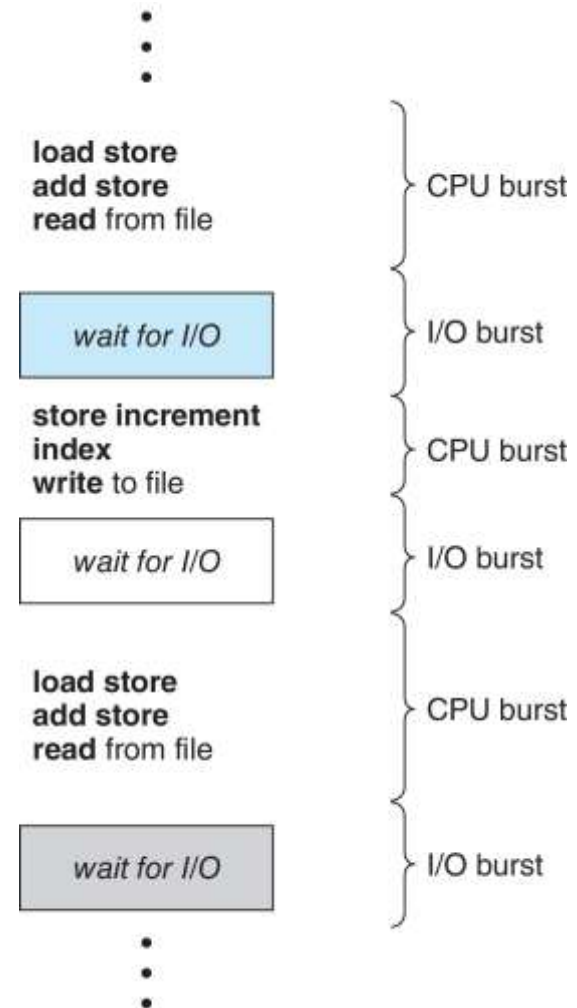 load store
add store
read from file
CPU burst
wait for I/O
I/O burst
store increment
index
write to file
CPU burst
wait for I/O
I/O burst
load store
add store
read from file
CPU burst
wait for I/O
I/O burst